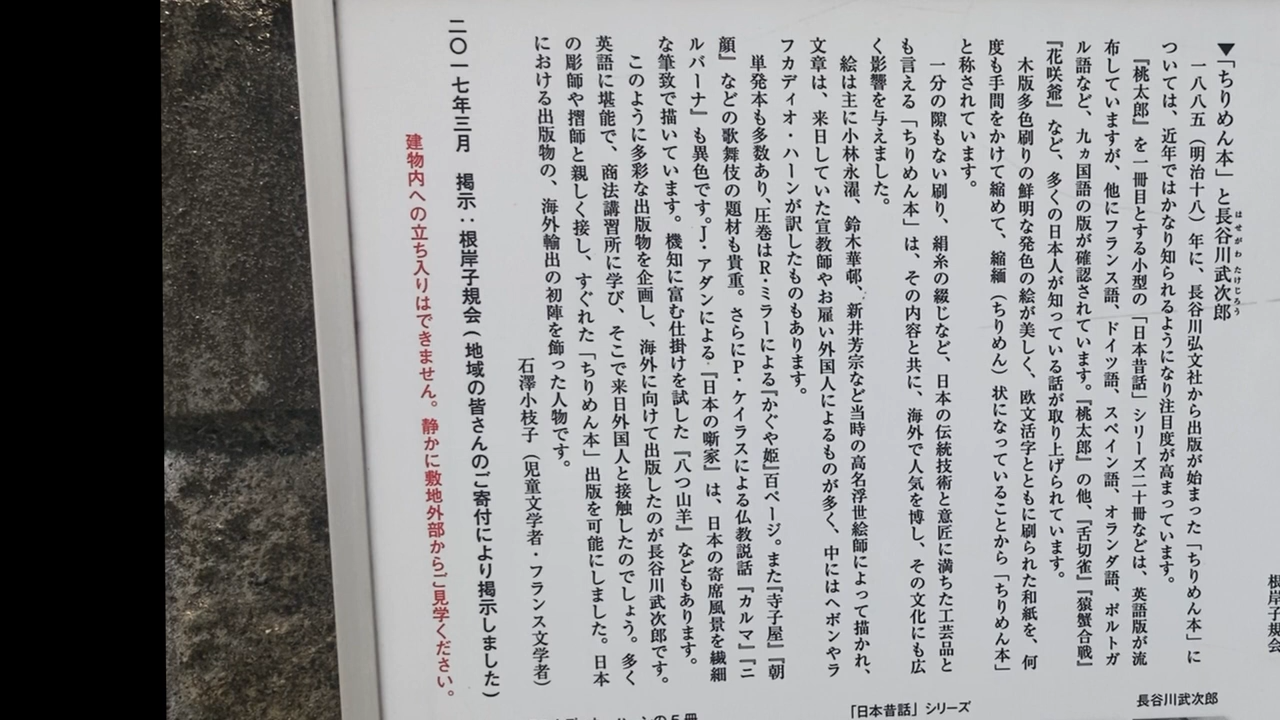 根岸子規会
▼「ちりめん本」と長谷川武次郎
はせがわ たけじろう
一八八五（明治十八）年に、長谷川弘文社から出版が始まった「ちりめん本」に
ついては、近年ではかなり知られるようになり注目度が高まっています。
『桃太郎』を一冊目とする小型の「日本昔話」シリーズ二十冊などは、英語版が流
布していますが、他にフランス語、ドイツ語、スペイン語、オランダ語、ポルトガ
ル語など、九ヵ国語の版が確認されています。『桃太郎』の他、『舌切雀』『猿蟹合戦』
『花咲爺』など、多くの日本人が知っている話が取り上げられています。
木版多色刷りの鮮明な発色の絵が美しく、欧文活字とともに刷られた和紙を、何
度も手間をかけて縮めて、縮緬（ちりめん）状になっていることから「ちりめん本」
と称されています。
一分の隙もない刷り、絹糸の綴じなど、日本の伝統技術と意匠に満ちた工芸品と
も言える「ちりめん本」は、その内容と共に、海外で人気を博し、その文化にも広
く影響を与えました。
絵は主に小林永濯、鈴木華邨、新井芳宗など当時の高名浮世絵師によって描かれ、
文章は、来日していた宣教師やお雇い外国人によるものが多く、中にはヘボンやラ
フカディオ・ハーンが訳したものもあります。
単発本も多数あり、圧巻はR・ミラーによる『かぐや姫』百ページ。また『寺子屋』『朝
顔』などの歌舞伎の題材も貴重。さらにP・ケイラスによる仏教説話『カルマ』『ニ
ルバーナ』も異色です。J・アダンによる『日本の噺家』は、日本の寄席風景を繊細
な筆致で描いています。機知に富む仕掛けを試した『八つ山羊』などもあります。
このように多彩な出版物を企画し、海外に向けて出版したのが長谷川武次郎です。
英語に堪能で、商法講習所に学び、そこで来日外国人と接触したのでしょう。多く
の彫師や摺師と親しく接し、すぐれた「ちりめん本」出版を可能にしました。日本
における出版物の、海外輸出の初陣を飾った人物です。
石澤小枝子（児童文学者・フランス文学者）
二〇一七年三月　掲示：根岸子規会（地域の皆さんのご寄付により掲示しました）
建物内への立ち入りはできません。静かに敷地外部からご見学ください。
長谷川武次郎
「日本昔話」シリーズ